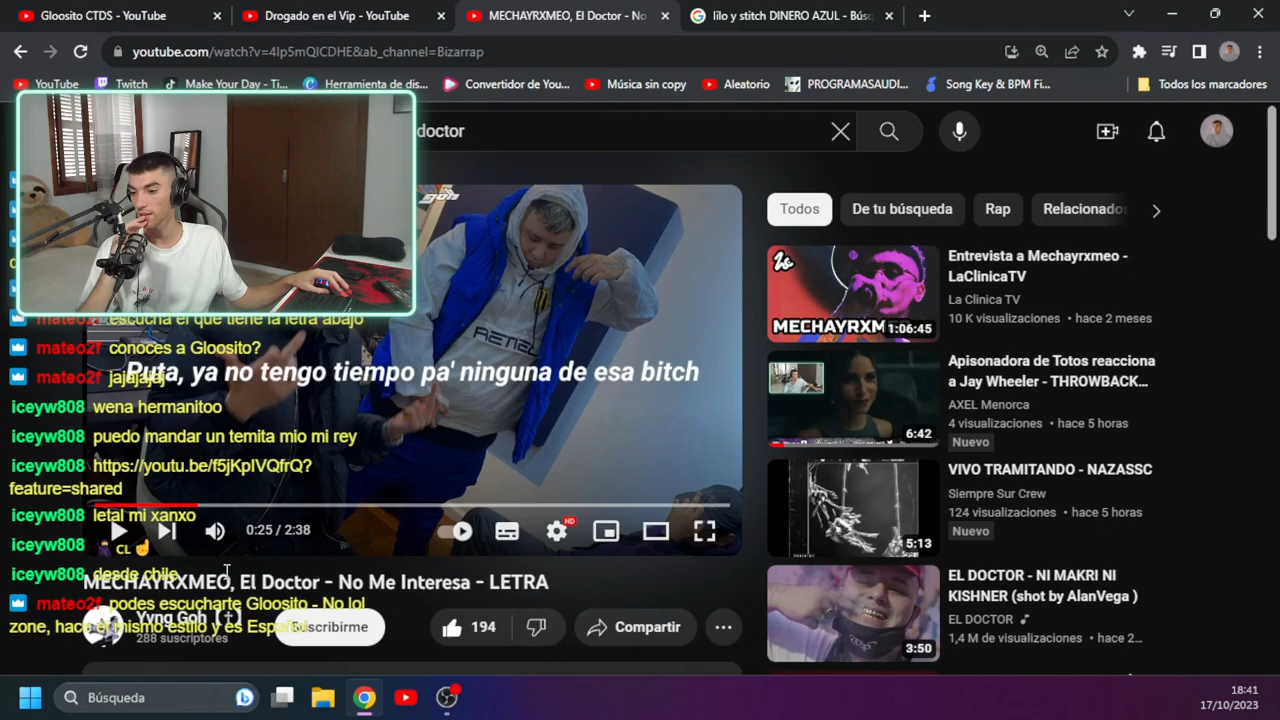 Gloosito CTDS - YouTube
Drogado en el Vip - YouTube
MECHAYRXMEO, El Doctor - No
lilo y stitch DINERO AZUL - Bús
youtube.com/watch?v=4Ip5mQICDHE&ab_channel=Bizarrap
YouTube
Twitch
Make Your Day - Ti...
Herramienta de dis...
Convertidor de You...
Música sin copy
Aleatorio
PROGRAMASAUDI...
Song Key & BPM Fi...
Todos los marcadores
doctor
goh
Todos
De tu búsqueda
Rap
Relacionados
MECHAYRXM
1:06:45
Entrevista a Mechayrxmeo -
LaClinicaTV
La Clinica TV
10 K visualizaciones • hace 2 meses
6:42
Apisonadora de Totos reacciona
a Jay Wheeler - THROWBACK...
AXEL Menorca
4 visualizaciones • hace 5 horas
Nuevo
5:13
VIVO TRAMITANDO - NAZASSC
Siempre Sur Crew
124 visualizaciones • hace 5 horas
Nuevo
3:50
EL DOCTOR - NI MAKRI NI
KISHNER (shot by AlanVega )
EL DOCTOR
1,4 M de visualizaciones • hace 2...
mateo2f escucha el que tiene la letra abajo
mateo2f conoces a Gloosito?
mateo2f jajajajaj
Puta, ya no tengo tiempo pa' ninguna de esa bitch
iceyw808 wena hermanitoo
iceyw808 puedo mandar un temita mio mi rey
iceyw808 https://youtu.be/f5jKpIVQfrQ?
feature=shared
iceyw808 letal mi xanxo
0:25 / 2:38
HD
iceyw808 CL
iceyw808 desde chile
MECHAYRXMEO, El Doctor - No Me Interesa - LETRA
mateo2f podes escucharte Gloosito - No lol
zone, hace el mismo estilo y es Español
Yvng Goh
288 suscriptores
Suscribirme
194
Compartir
Búsqueda
18:41
17/10/2023